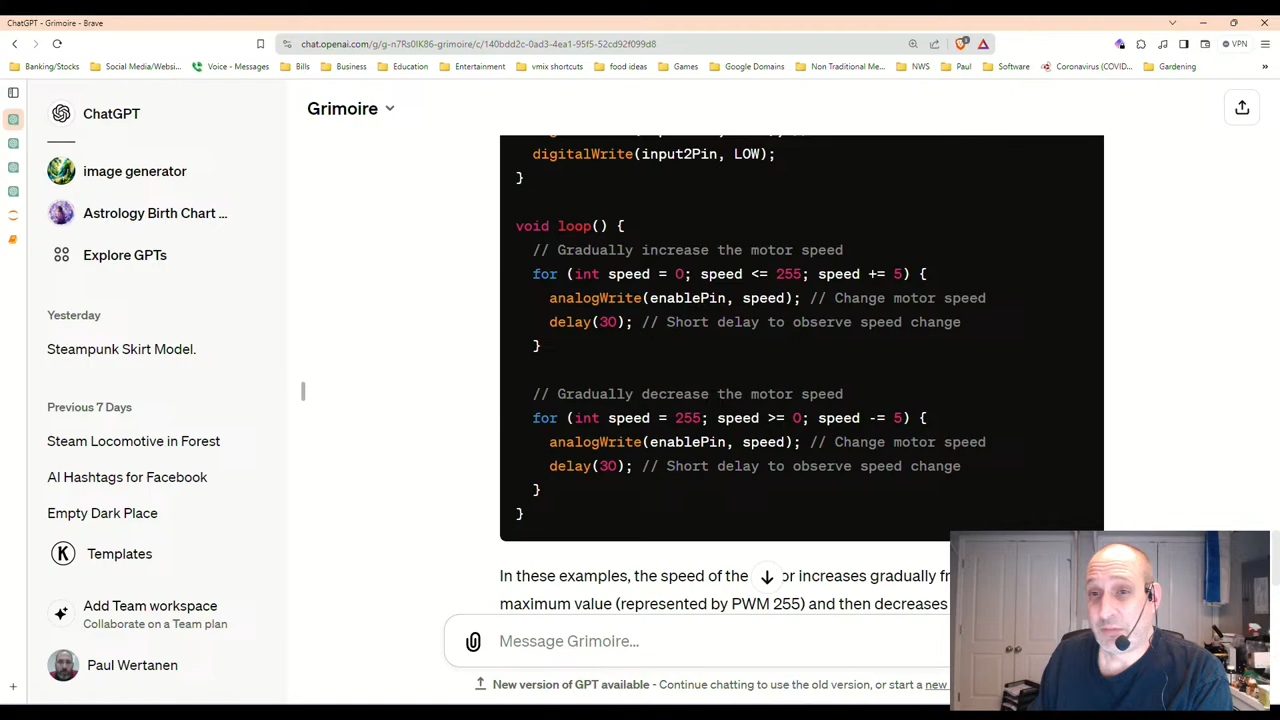 ChatGPT - Grimoire - Brave
chat.openai.com/g/g-n7Rs0IK86-grimoire/c/140bdd2c-0ad3-4ea1-95f5-52cd92f099d8
VPN
Banking/Stocks
Social Media/Websi...
Voice - Messages
Bills
Business
Education
Entertainment
vmix shortcuts
food ideas
Games
Google Domains
Non Traditional Me...
NWS
Paul
Software
Coronavirus (COVID...
Gardening
ChatGPT
image generator
Astrology Birth Chart ...
Explore GPTs
Yesterday
Steampunk Skirt Model.
Previous 7 Days
Steam Locomotive in Forest
AI Hashtags for Facebook
Empty Dark Place
K Templates
Add Team workspace
Collaborate on a Team plan
Paul Wertanen
Grimoire
digitalWrite(input2Pin, LOW);
}
void loop() {
// Gradually increase the motor speed
for (int speed = 0; speed <= 255; speed += 5) {
analogWrite(enablePin, speed); // Change motor speed
delay(30); // Short delay to observe speed change
}
// Gradually decrease the motor speed
for (int speed = 255; speed >= 0; speed -= 5) {
analogWrite(enablePin, speed); // Change motor speed
delay(30); // Short delay to observe speed change
}
}
In these examples, the speed of the or increases gradually
maximum value (represented by PWM 255) and then decreases
Message Grimoire...
New version of GPT available - Continue chatting to use the old version, or start a new